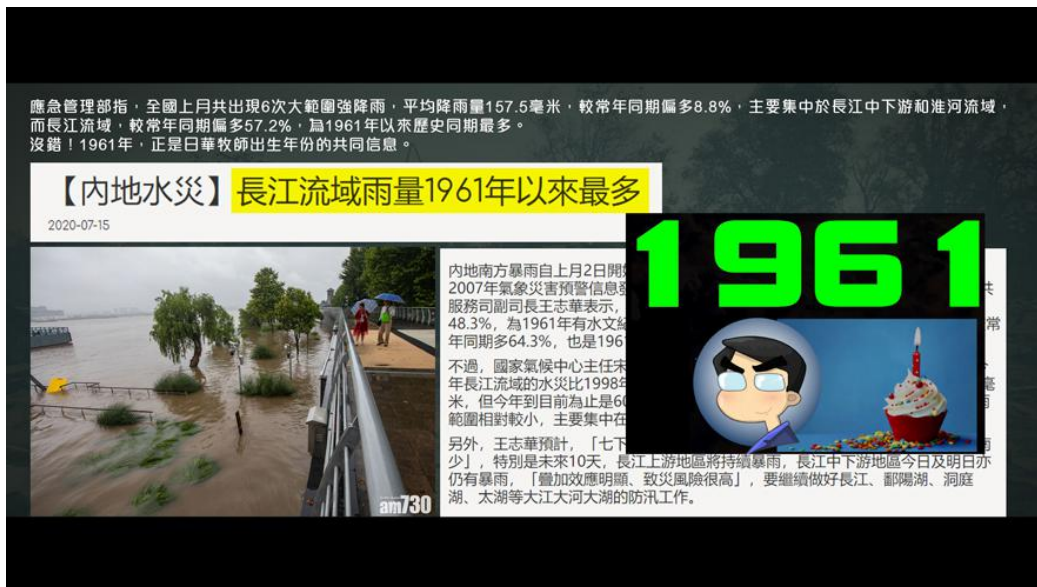 應急管理部指，全國上月共出現6次大範圍強降雨，平均降雨量157.5毫米，較常年同期偏多8.8%，主要集中於長江中下游和淮河流域，
而長江流域，較常年同期偏多57.2%，為1961年以來歷史同期最多。
沒錯！1961年，正是日華牧師出生年份的共同信息。
【內地水災】長江流域雨量1961年以來最多
2020-07-15
1961
內地南方暴雨自上月2日開
2007年氣象災害預警信息 共
服務司副司長王志華表示，
48.3%，為1961年有水文 常
年同期多64.3%，也是196
不過，國家氣候中心主任宋
年長江流域的水災比1998年 毫
米，但今年到目前為止是60
範圍相對較小，主要集中在
另外，王志華預計，「七下
少」，特別是未來10天，長江上游地區將持續暴雨，長江中下游地區今日及明日亦
仍有暴雨，「疊加效應明顯、致災風險很高」，要繼續做好長江、鄱陽湖、洞庭
湖、太湖等大江大河大湖的防汛工作。
am730